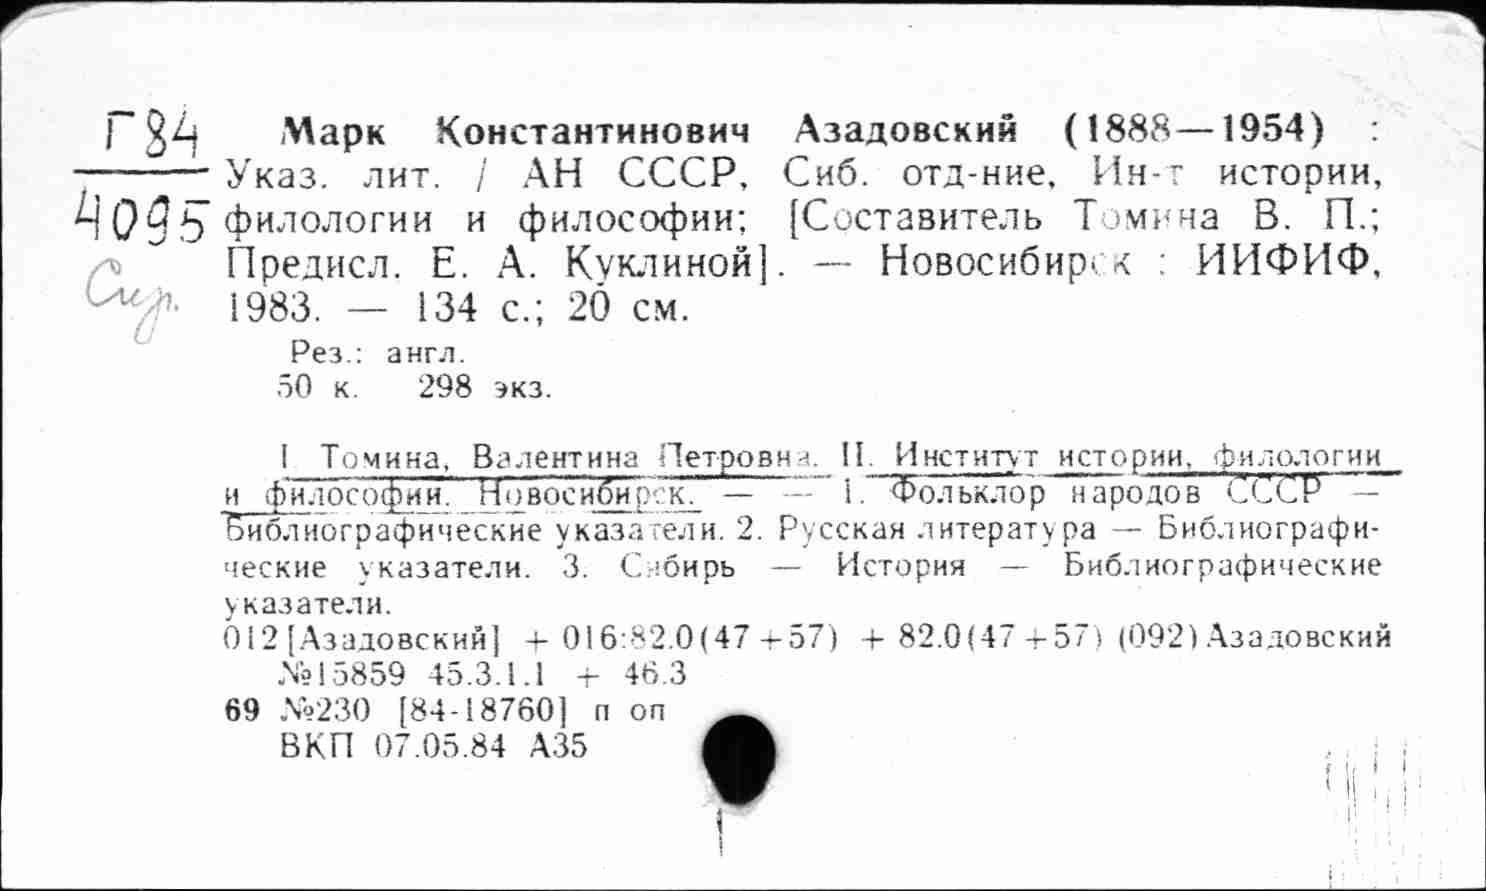 Г84
4095
Марк Константинович Азадовский (1888—1954) :
Указ. лит. / АН СССР, Сиб. отд-ние, Ин-т истории,
филологии и философии; [Составитель Томина В. П.;
Предисл. Е. А. Куклиной]. — Новосибирск : ИИФИФ,
1983. — 134 с.; 20 см.
Рез.: англ.
50 к. 298 экз.
I Томина, Валентина Петровна. II. Институт истории, филологии
и философии. Новосибирск. — — 1. Фольклор народов СССР —
Библиографические указатели. 2. Русская литература — Библиографи-
ческие указатели. 3. Сибирь — История — Библиографические
указатели.
012[Азадовский] + 016:82.0(47+57) + 82.0(47+57) (092)Азадовский
№15859 45.3.1.1 + 46.3
69 №230 [84-18760] п оп
ВКП 07.05.84 А35